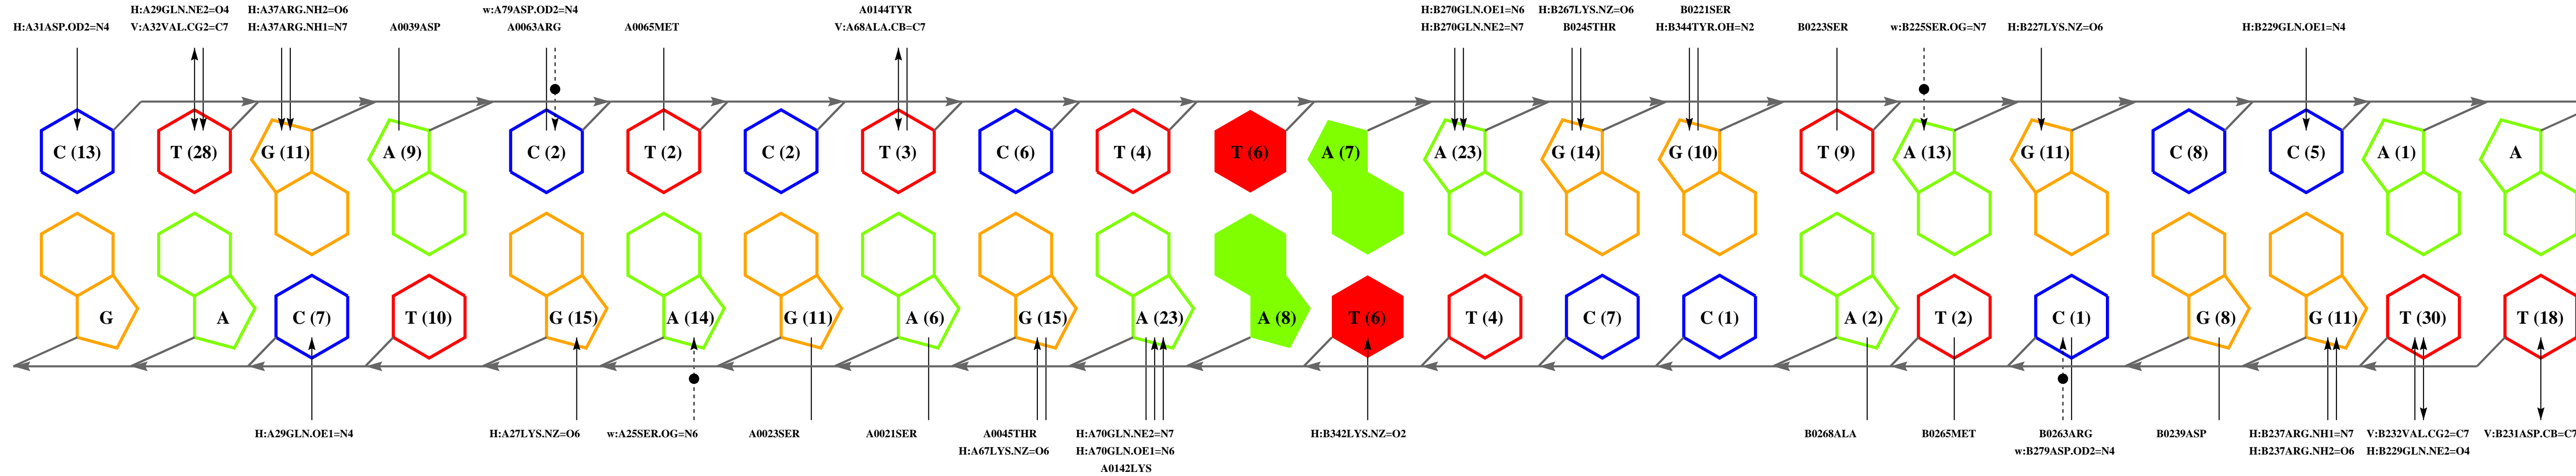 H:A29GLN.NE2=O4 H:A37ARG.NH2=O6 w:A79ASP.OD2=N4 A0144TYR H:B270GLN.OE1=N6 H:B267LYS.NZ=O6 B0221SER
H:A31ASP.OD2=N4 V:A32VAL.CG2=C7 H:A37ARG.NH1=N7 A0039ASP A0063ARG A0065MET V:A68ALA.CB=C7 H:B270GLN.NE2=N7 B0245THR H:B344TYR.OH=N2 B0223SER w:B225SER.OG=N7 H:B227LYS.NZ=O6 H:B229GLN.OE1=N4
C (13) T (28) G (11) A (9) C (2) T (2) C (2) T (3) C (6) T (4) T (6) A (7) A (23) G (14) G (10) T (9) A (13) G (11) C (8) C (5) A (1) A
G A C (7) T (10) G (15) A (14) G (11) A (6) G (15) A (23) A (8) T (6) T (4) C (7) C (1) A (2) T (2) C (1) G (8) G (11) T (30) T (18)
H:A29GLN.OE1=N4 H:A27LYS.NZ=O6 w:A25SER.OG=N6 A0023SER A0021SER A0045THR H:A70GLN.NE2=N7 H:B342LYS.NZ=O2 B0268ALA B0265MET B0263ARG B0239ASP H:B237ARG.NH1=N7 V:B232VAL.CG2=C7 V:B231ASP.CB=C7
H:A67LYS.NZ=O6 H:A70GLN.OE1=N6 w:B279ASP.OD2=N4 H:B237ARG.NH2=O6 H:B229GLN.NE2=O4
A0142LYS